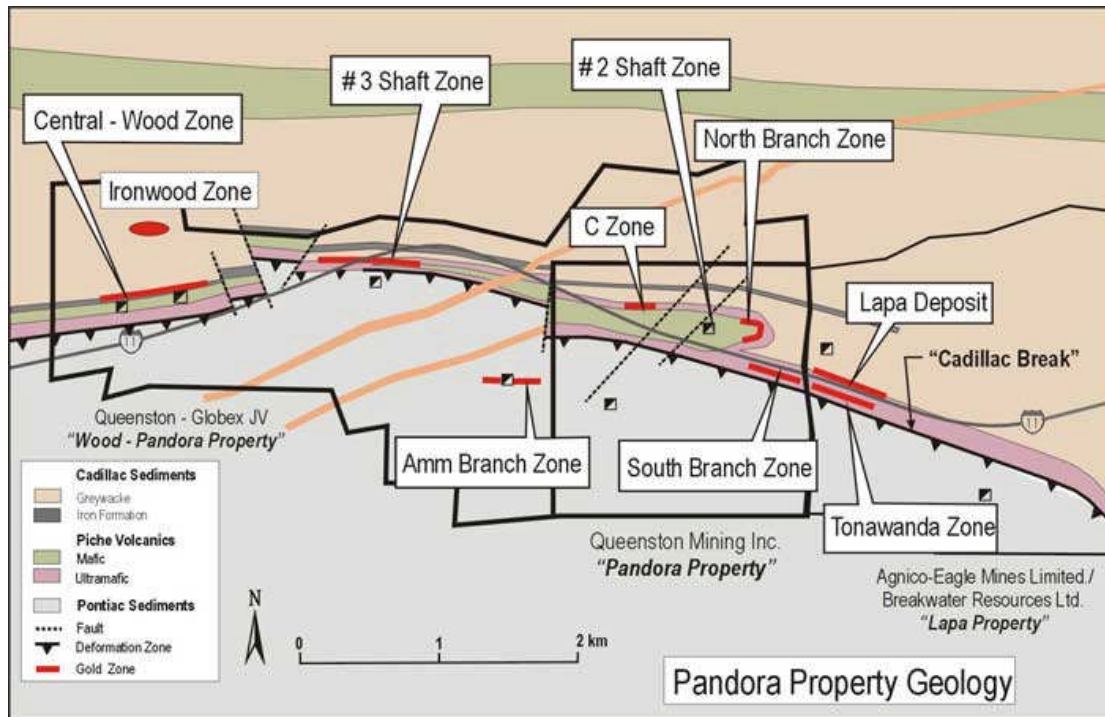 # 3 Shaft Zone
# 2 Shaft Zone
Central - Wood Zone
North Branch Zone
Ironwood Zone
C Zone
Lapa Deposit
"Cadillac Break"
11
11
Queenston - Globex JV
"Wood - Pandora Property"
Amm Branch Zone
South Branch Zone
Tonawanda Zone
Cadillac Sediments
Greywacke
Iron Formation
Piche Volcanics
Mafic
Ultramafic
Pontiac Sediments
Fault
Deformation Zone
Gold Zone
N
0 1 2 km
Queenston Mining Inc.
"Pandora Property"
Agnico-Eagle Mines Limited./
Breakwater Resources Ltd.
"Lapa Property"
Pandora Property Geology